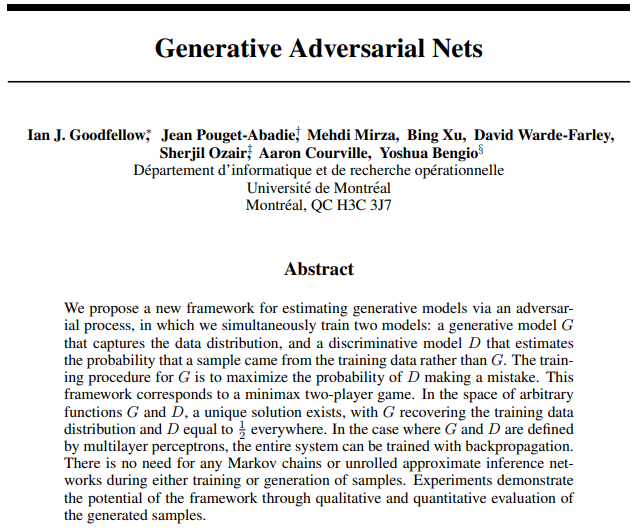 Generative Adversarial Nets
Ian J. Goodfellow,* Jean Pouget-Abadie,† Mehdi Mirza, Bing Xu, David Warde-Farley,
Sherjil Ozair,‡ Aaron Courville, Yoshua Bengio§
Département d'informatique et de recherche opérationnelle
Université de Montréal
Montréal, QC H3C 3J7
Abstract
We propose a new framework for estimating generative models via an adversar-
ial process, in which we simultaneously train two models: a generative model G
that captures the data distribution, and a discriminative model D that estimates
the probability that a sample came from the training data rather than G. The train-
ing procedure for G is to maximize the probability of D making a mistake. This
framework corresponds to a minimax two-player game. In the space of arbitrary
functions G and D, a unique solution exists, with G recovering the training data
distribution and D equal to 1/2 everywhere. In the case where G and D are defined
by multilayer perceptrons, the entire system can be trained with backpropagation.
There is no need for any Markov chains or unrolled approximate inference net-
works during either training or generation of samples. Experiments demonstrate
the potential of the framework through qualitative and quantitative evaluation of
the generated samples.